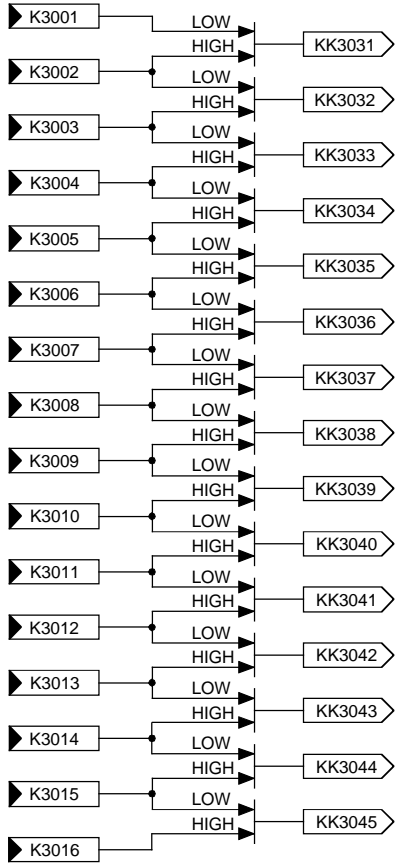 K3001
LOW
HIGH
KK3031
K3002
LOW
HIGH
KK3032
K3003
LOW
HIGH
KK3033
K3004
LOW
HIGH
KK3034
K3005
LOW
HIGH
KK3035
K3006
LOW
HIGH
KK3036
K3007
LOW
HIGH
KK3037
K3008
LOW
HIGH
KK3038
K3009
LOW
HIGH
KK3039
K3010
LOW
HIGH
KK3040
K3011
LOW
HIGH
KK3041
K3012
LOW
HIGH
KK3042
K3013
LOW
HIGH
KK3043
K3014
LOW
HIGH
KK3044
K3015
LOW
HIGH
KK3045
K3016